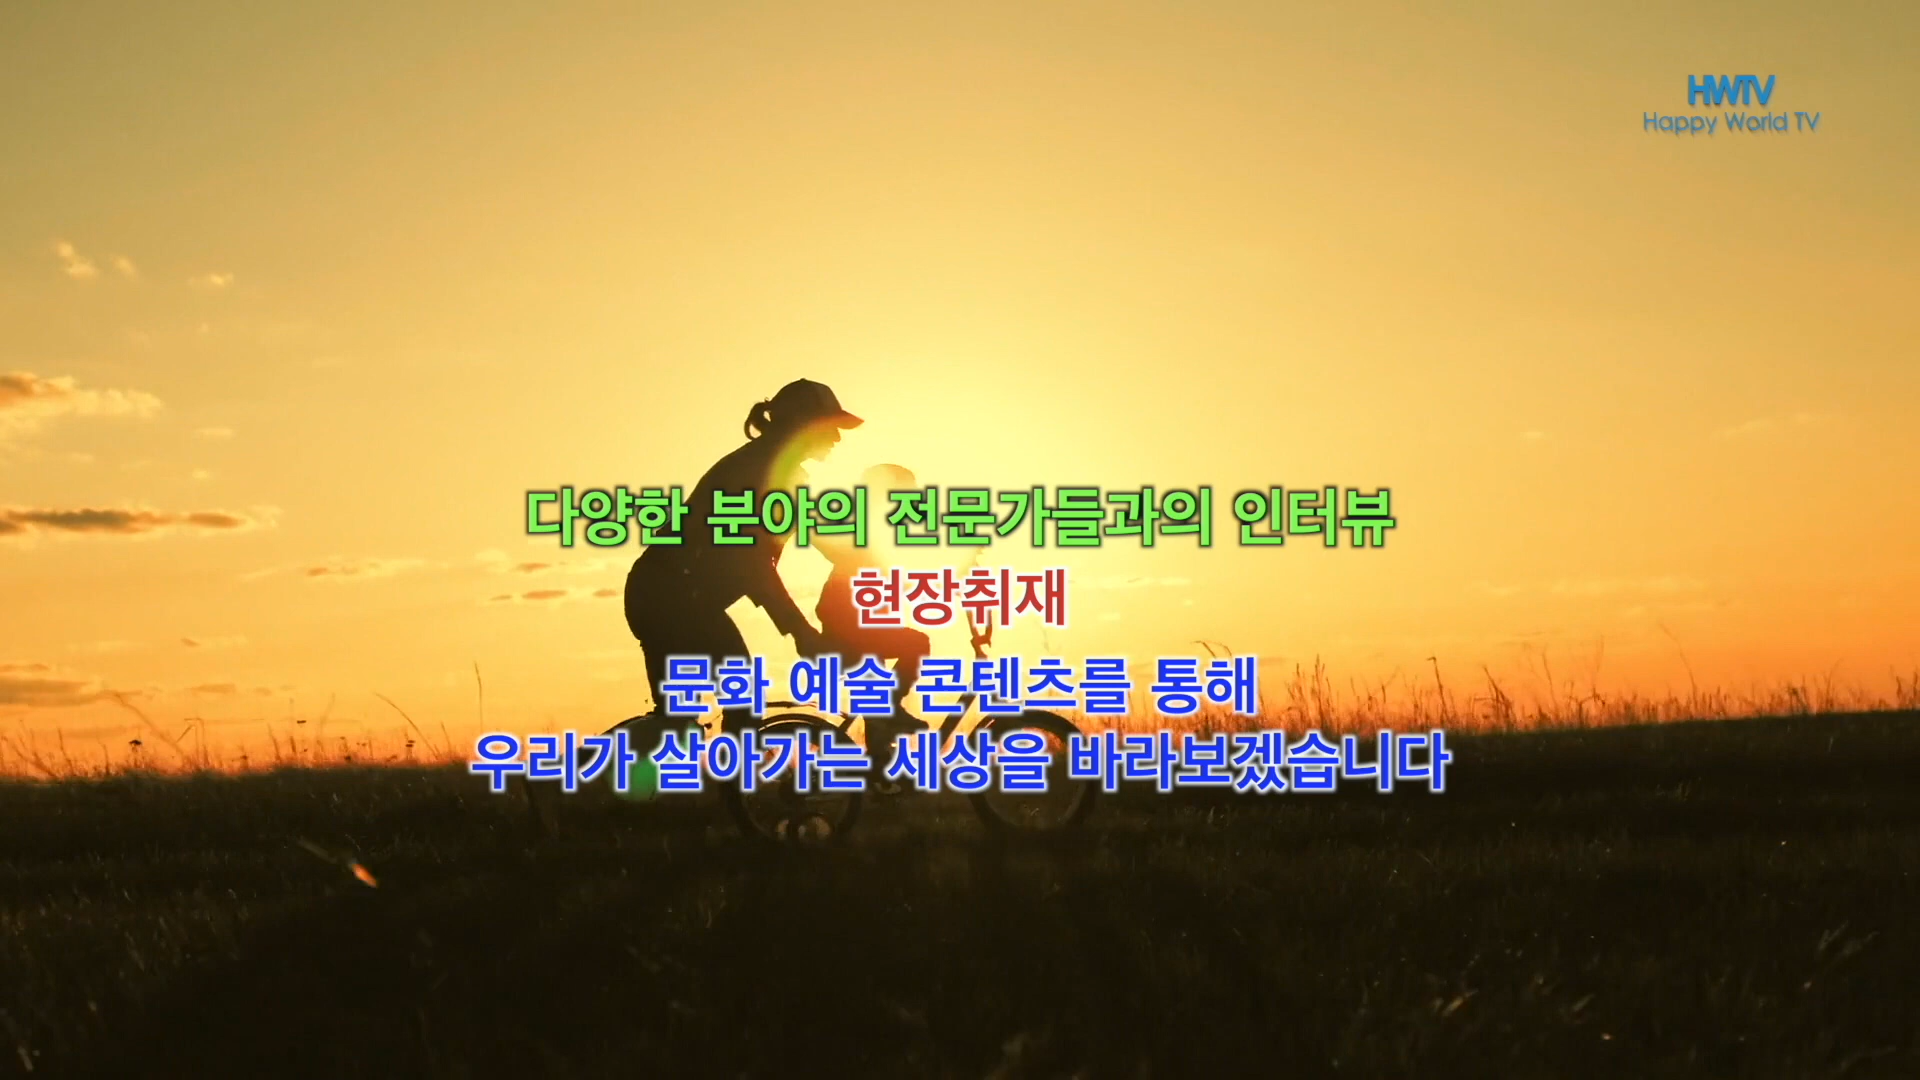 HWTV
Happy World TV
다양한 분야의 전문가들과의 인터뷰
현장취재
문화 예술 콘텐츠를 통해
우리가 살아가는 세상을 바라보겠습니다